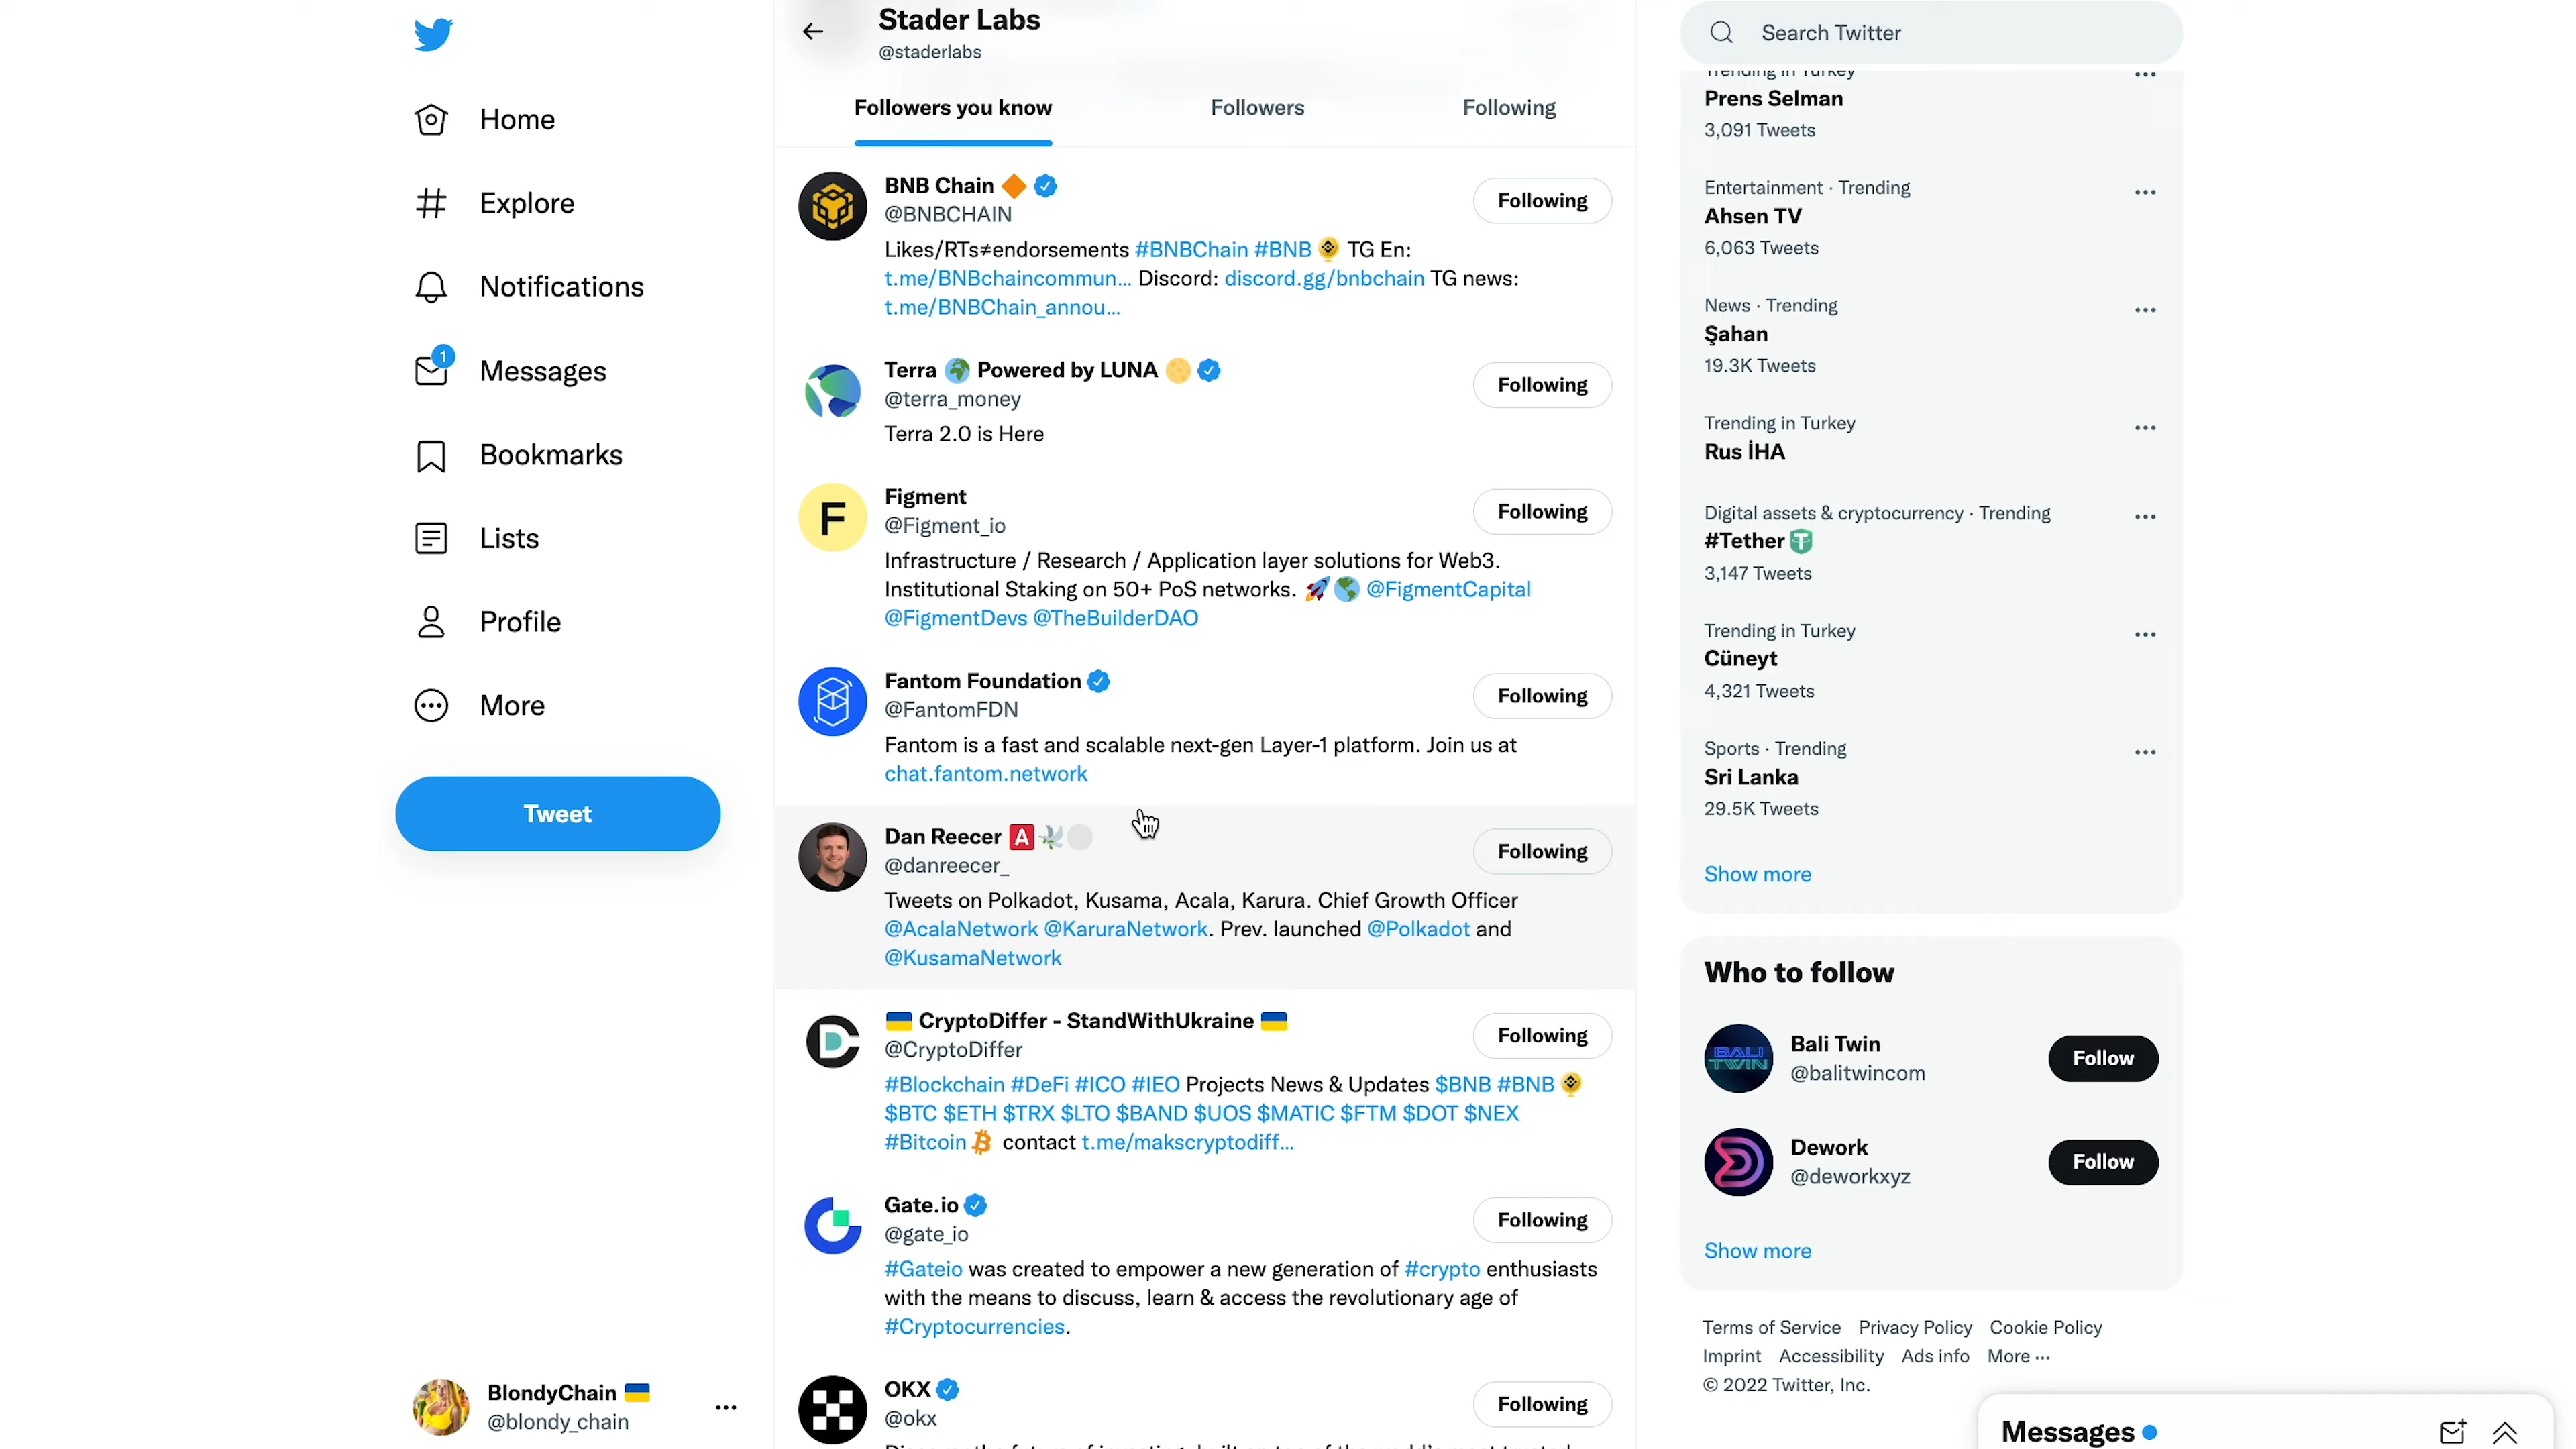 Home
Explore
Notifications
1
Messages
Bookmarks
Lists
Profile
More
Tweet
BlondyChain 🇺🇦
@blondy_chain
Stader Labs
@staderlabs
Followers you know
Followers
Following
BNB Chain 🔶
@BNBCHAIN
Following
Likes/RTs≠endorsements #BNBChain #BNB TG En:
t.me/BNBchaincommun... Discord: discord.gg/bnbchain TG news:
t.me/BNBChain_annou...
Terra 🌍 Powered by LUNA 🌕
@terra_money
Following
Terra 2.0 is Here
F
Figment
@Figment_io
Following
Infrastructure / Research / Application layer solutions for Web3.
Institutional Staking on 50+ PoS networks. 🚀🌎 @FigmentCapital
@FigmentDevs @TheBuilderDAO
Fantom Foundation
@FantomFDN
Following
Fantom is a fast and scalable next-gen Layer-1 platform. Join us at
chat.fantom.network
Dan Reecer 🅰️🕊️⚪
@danreecer_
Following
Tweets on Polkadot, Kusama, Acala, Karura. Chief Growth Officer
@AcalaNetwork @KaruraNetwork. Prev. launched @Polkadot and
@KusamaNetwork
🇺🇦 CryptoDiffer - StandWithUkraine 🇺🇦
@CryptoDiffer
Following
#Blockchain #DeFi #ICO #IEO Projects News & Updates $BNB #BNB
$BTC $ETH $TRX $LTO $BAND $UOS $MATIC $FTM $DOT $NEX
#Bitcoin contact t.me/makscryptodiff...
Gate.io
@gate_io
Following
#Gateio was created to empower a new generation of #crypto enthusiasts
with the means to discuss, learn & access the revolutionary age of
#Cryptocurrencies.
OKX
@okx
Following
Search Twitter
Trending in Turkey
Prens Selman
3,091 Tweets
Entertainment · Trending
Ahsen TV
6,063 Tweets
News · Trending
Şahan
19.3K Tweets
Trending in Turkey
Rus İHA
Digital assets & cryptocurrency · Trending
#Tether
3,147 Tweets
Trending in Turkey
Cüneyt
4,321 Tweets
Sports · Trending
Sri Lanka
29.5K Tweets
Show more
Who to follow
BALI
TWIN
Bali Twin
@balitwincom
Follow
Dework
@deworkxyz
Follow
Show more
Terms of Service Privacy Policy Cookie Policy
Imprint Accessibility Ads info More ···
© 2022 Twitter, Inc.
Messages